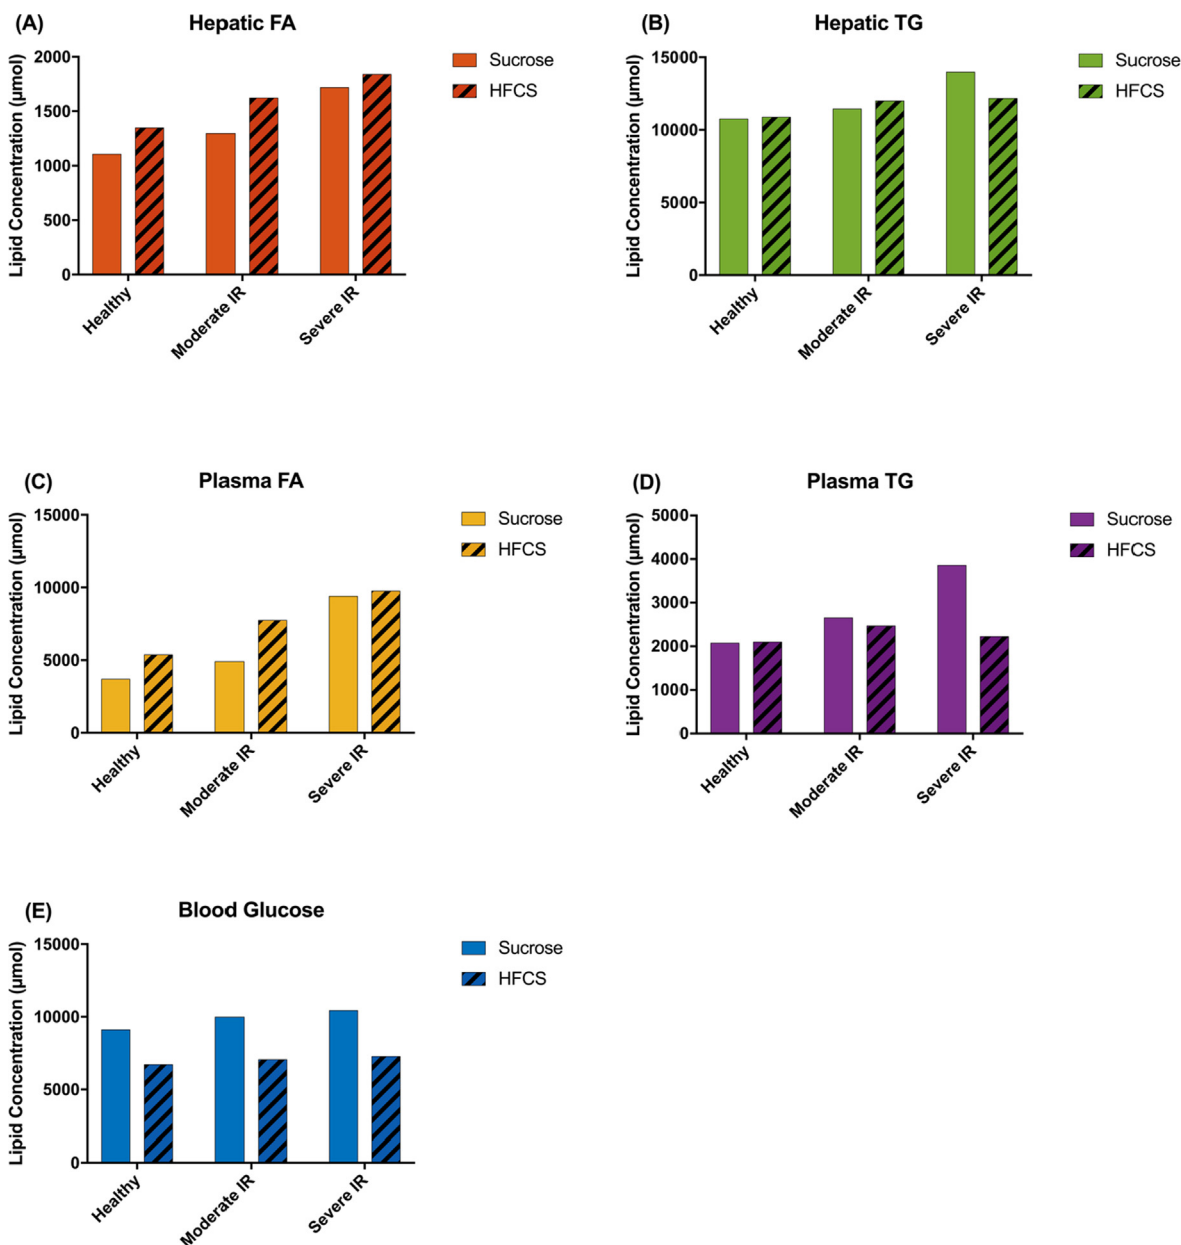 (A)
Hepatic FA
Lipid Concentration (µmol)
2000
1500
1000
500
0
Healthy
Moderate IR
Severe IR
Sucrose
HFCS
(B)
Hepatic TG
Lipid Concentration (µmol)
15000
10000
5000
0
Healthy
Moderate IR
Severe IR
Sucrose
HFCS
(C)
Plasma FA
Lipid Concentration (µmol)
15000
10000
5000
0
Healthy
Moderate IR
Severe IR
Sucrose
HFCS
(D)
Plasma TG
Lipid Concentration (µmol)
5000
4000
3000
2000
1000
0
Healthy
Moderate IR
Severe IR
Sucrose
HFCS
(E)
Blood Glucose
Lipid Concentration (µmol)
15000
10000
5000
0
Healthy
Moderate IR
Severe IR
Sucrose
HFCS